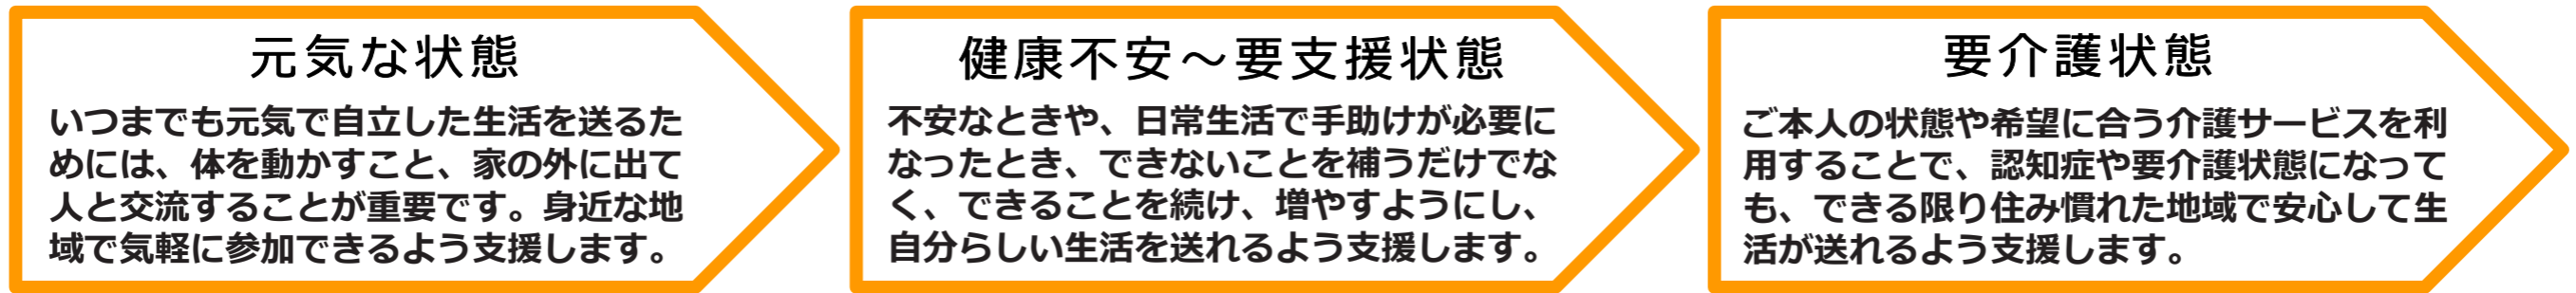 元気な状態
いつまでも元気で自立した生活を送るた
めには、体を動かすこと、家の外に出て
人と交流することが重要です。身近な地
域で気軽に参加できるよう支援します。
健康不安～要支援状態
不安なときや、日常生活で手助けが必要に
なったとき、できないことを補うだけでな
く、できることを続け、増やすようにし、
自分らしい生活を送れるよう支援します。
要介護状態
ご本人の状態や希望に合う介護サービスを利
用することで、認知症や要介護状態になって
も、できる限り住み慣れた地域で安心して生
活が送れるよう支援します。